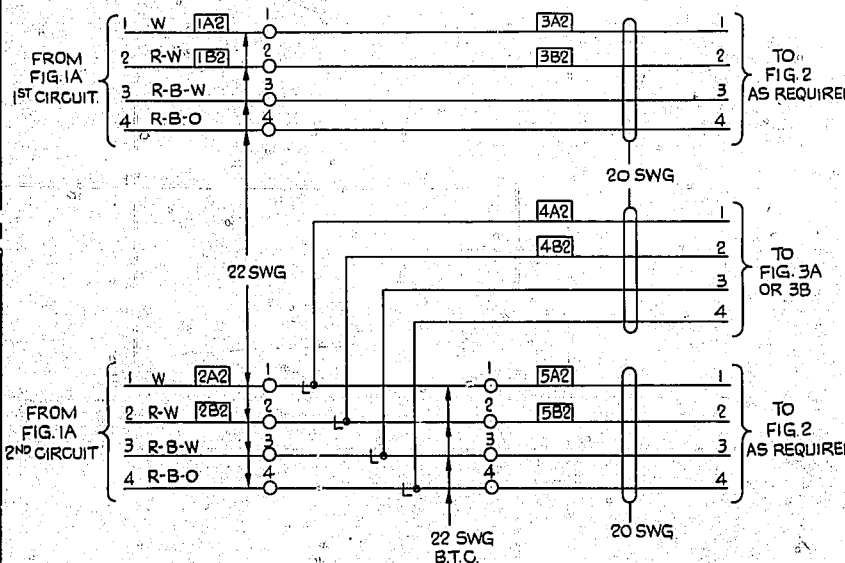 1 W 1A2 1 3A2 1
FROM
FIG. 1A
1ST CIRCUIT.
2 R-W 1B2 2 3B2 2
3 R-B-W 3 3
4 R-B-O 4 4
TO
FIG. 2
AS REQUIRE
20 SWG
22 SWG
4A2 1
4B2 2
3
4
TO
FIG. 3A
OR 3B
1 W 2A2 1 L 1 5A2 1
FROM
FIG. 1A
2ND CIRCUIT
2 R-W 2B2 2 L 2 5B2 2
3 R-B-W 3 L 3 3
4 R-B-O 4 L 4 4
TO
FIG. 2
AS REQUIRE
22 SWG
B.T.C.
20 SWG